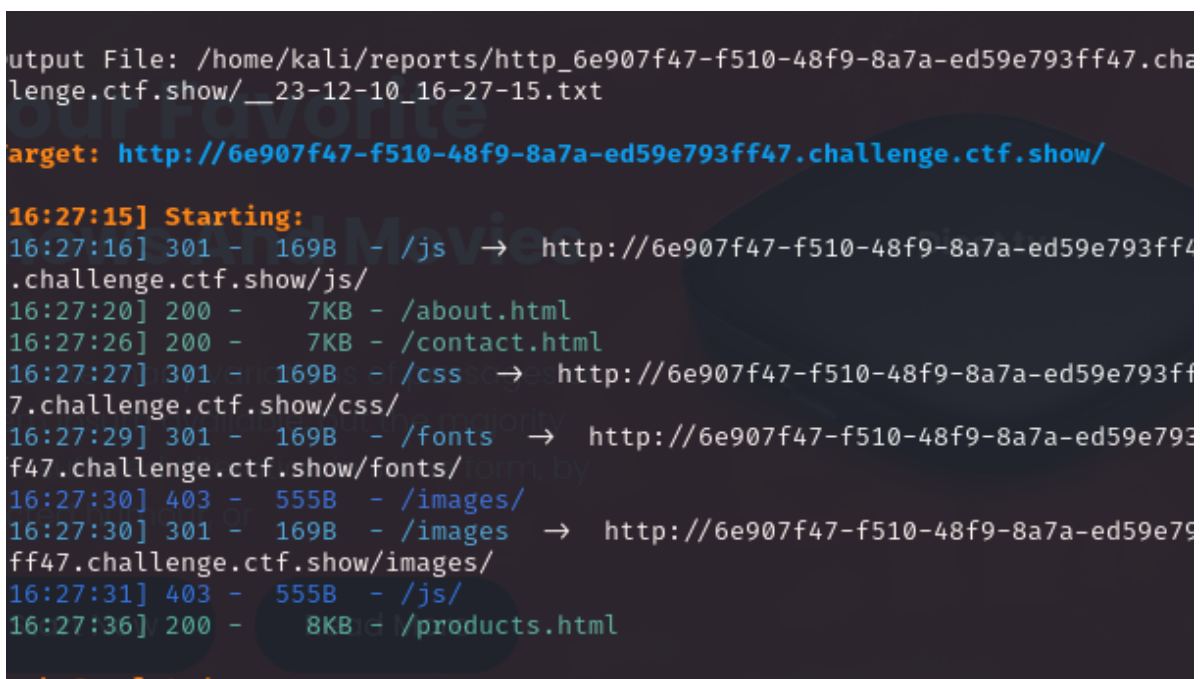 utput File: /home/kali/reports/http_6e907f47-f510-48f9-8a7a-ed59e793ff47.cha
lenge.ctf.show/__23-12-10_16-27-15.txt
our Favorite
arget: http://6e907f47-f510-48f9-8a7a-ed59e793ff47.challenge.ctf.show/
16:27:15] Starting:
And Movies
16:27:16] 301 - 169B - /js → http://6e907f47-f510-48f9-8a7a-ed59e793ff4
.challenge.ctf.show/js/
16:27:20] 200 - 7KB - /about.html
16:27:26] 200 - 7KB - /contact.html
16:27:27] 301 - 169B - /css → http://6e907f47-f510-48f9-8a7a-ed59e793ff
7.challenge.ctf.show/css/
16:27:29] 301 - 169B - /fonts → http://6e907f47-f510-48f9-8a7a-ed59e793
f47.challenge.ctf.show/fonts/
16:27:30] 403 - 555B - /images/
16:27:30] 301 - 169B - /images → http://6e907f47-f510-48f9-8a7a-ed59e79
ff47.challenge.ctf.show/images/
16:27:31] 403 - 555B - /js/
16:27:36] 200 - 8KB - /products.html